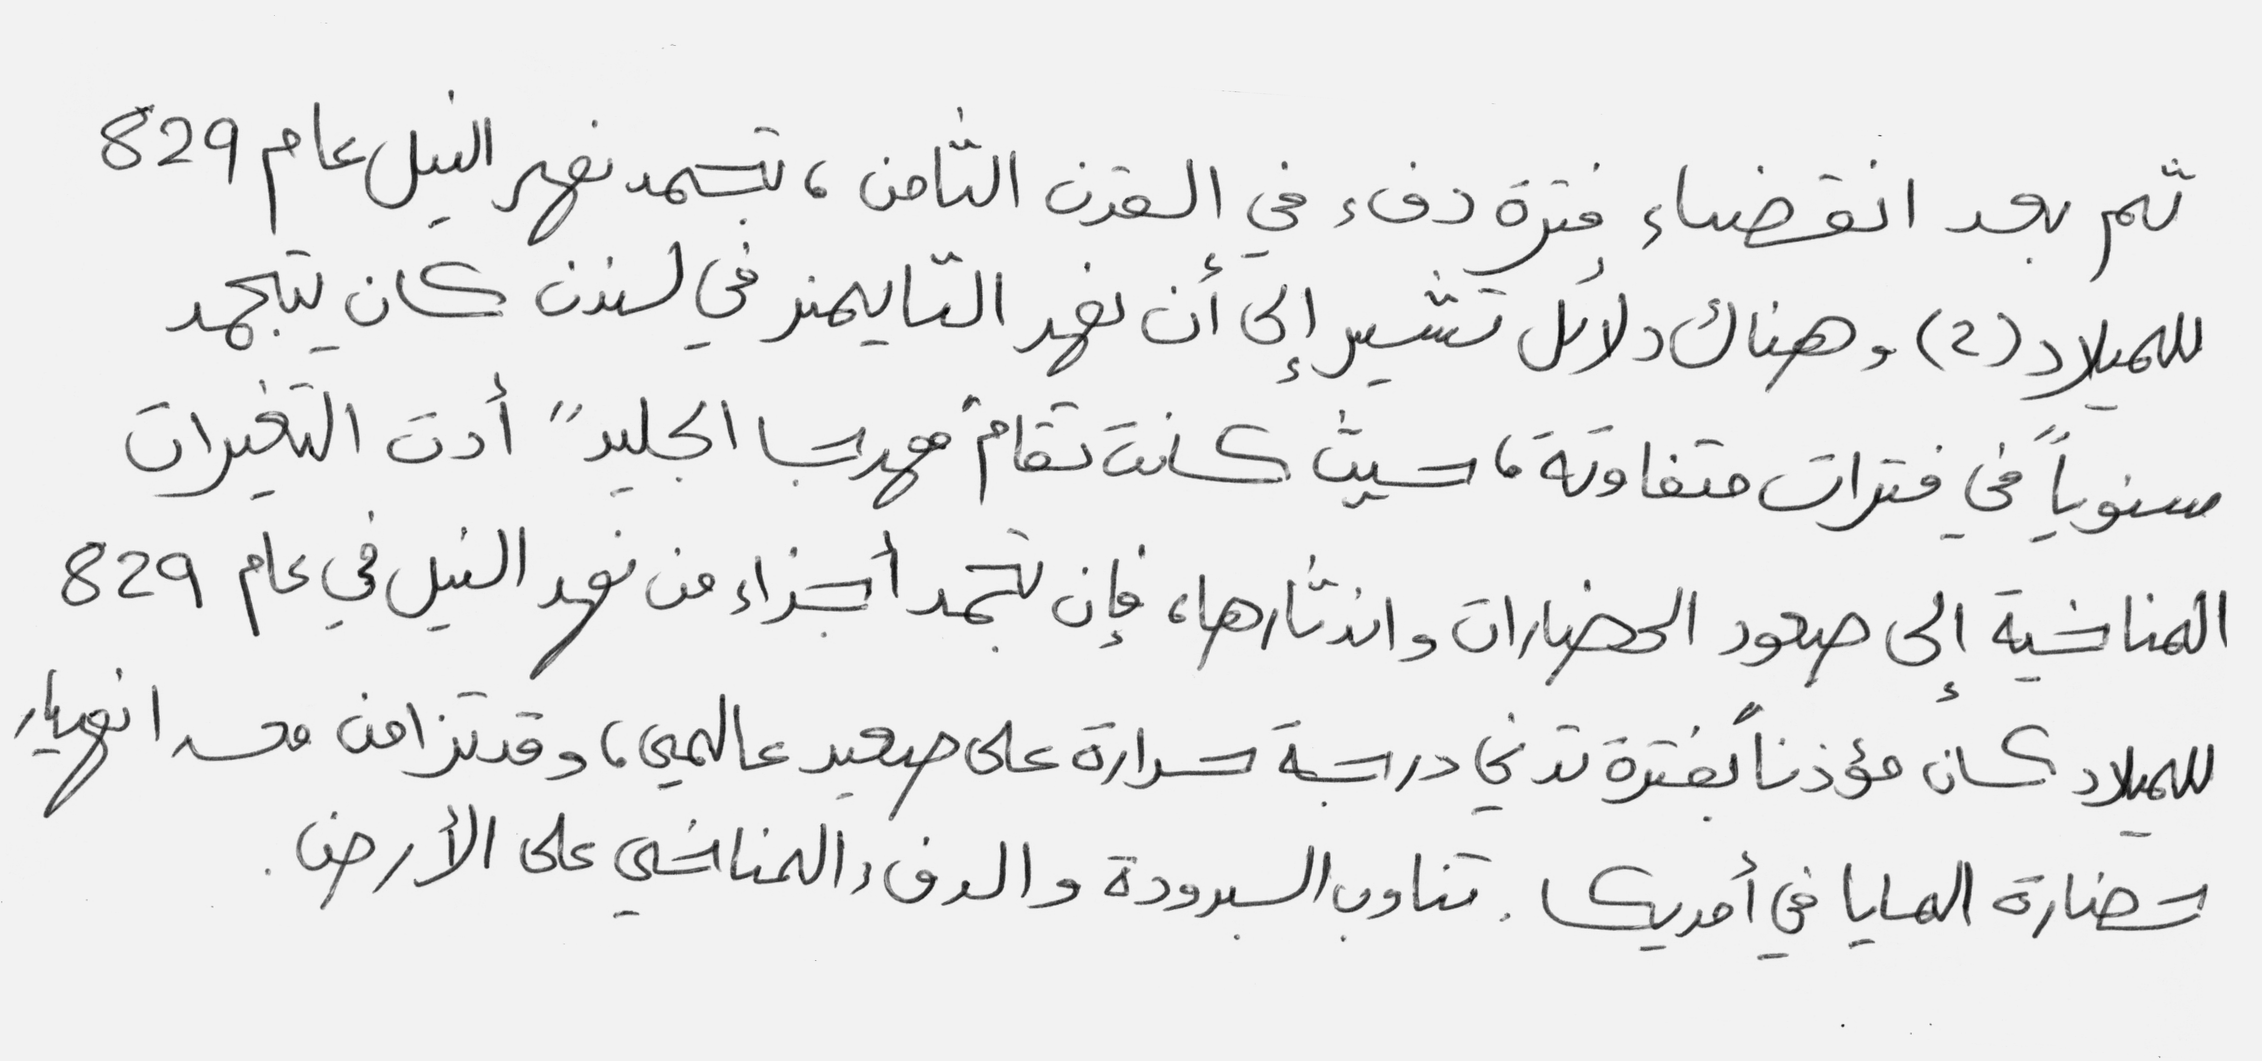 ثم بعد انقضاء فترة دفء في القرن الثامن، تجمد نهر النيل عام 829
للميلاد (2). وهناك دلائل تشير إلى أن نهر التايمز في لندن كان يتجمد
سنوياً في فترات متفاوتة، حيث كانت تقام "مهرجا الجليد" أدت التغيرات
المناخية إلى صعود الحضارات واندثارها، فإن تجمد أجزاء من نهر النيل في عام 829
للميلاد كان مؤذناً بفترة تدني درجة حرارة على صعيد عالمي، وقد تزامن مع انهيار
حضارة المايا في أمريكا. تناوب البرودة والدفء المناخي على الأرض.